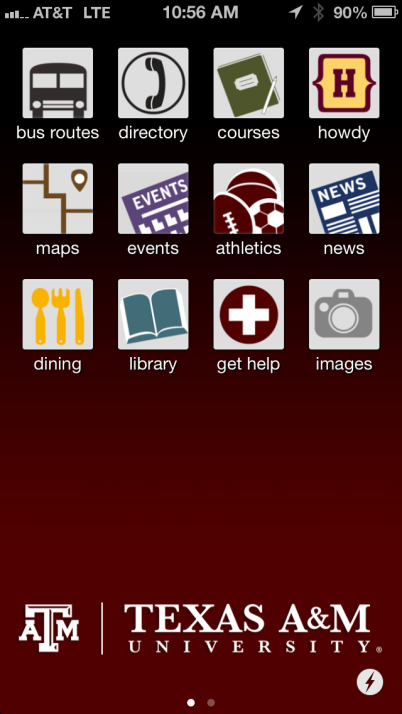 AT&T LTE 10:56 AM 90%
bus routes directory courses howdy
H
EVENTS NEWS
maps events athletics news
dining library get help images
ATM TEXAS A&M
UNIVERSITY®